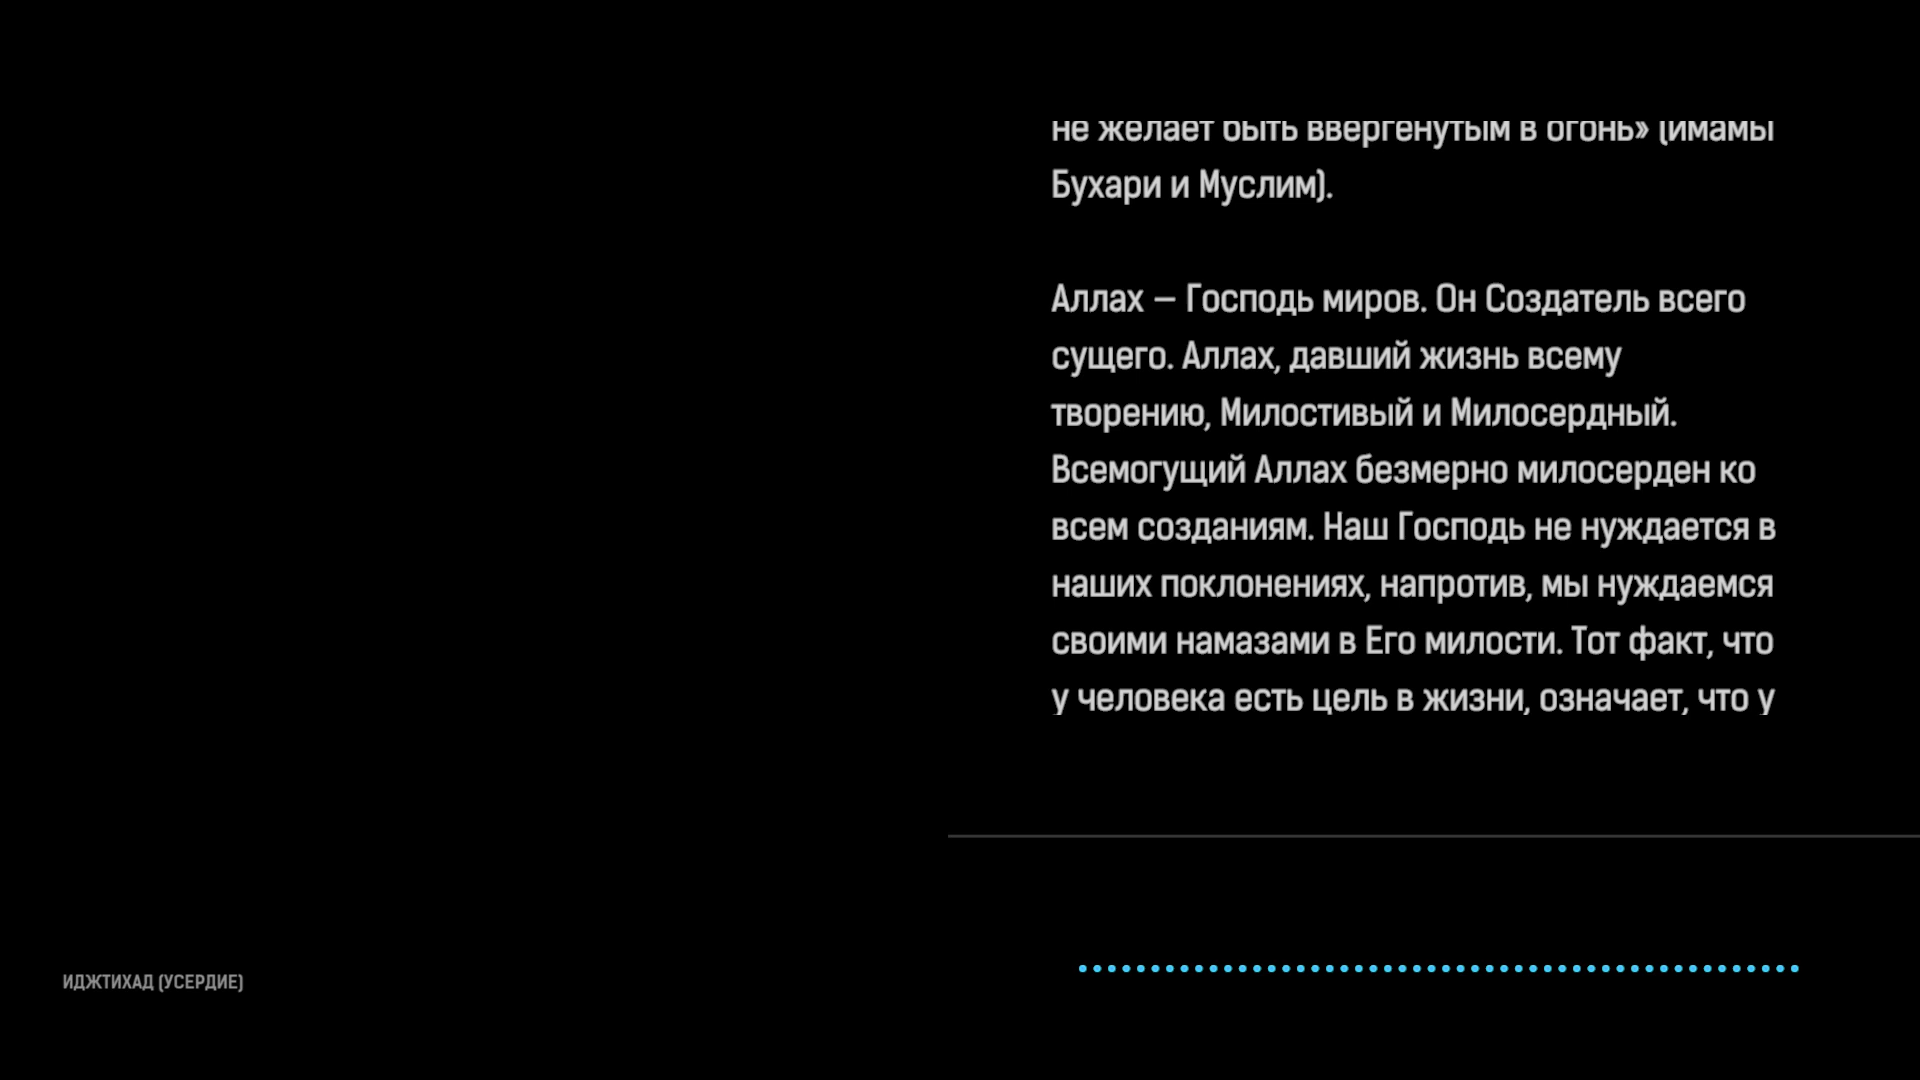 не желает быть ввергенутым в огонь» (имамы
Бухари и Муслим).
Аллах – Господь миров. Он Создатель всего
сущего. Аллах, давший жизнь всему
творению, Милостивый и Милосердный.
Всемогущий Аллах безмерно милосерден ко
всем созданиям. Наш Господь не нуждается в
наших поклонениях, напротив, мы нуждаемся
своими намазами в Его милости. Тот факт, что
у человека есть цель в жизни, означает, что у
ИДЖТИХАД (УСЕРДИЕ)